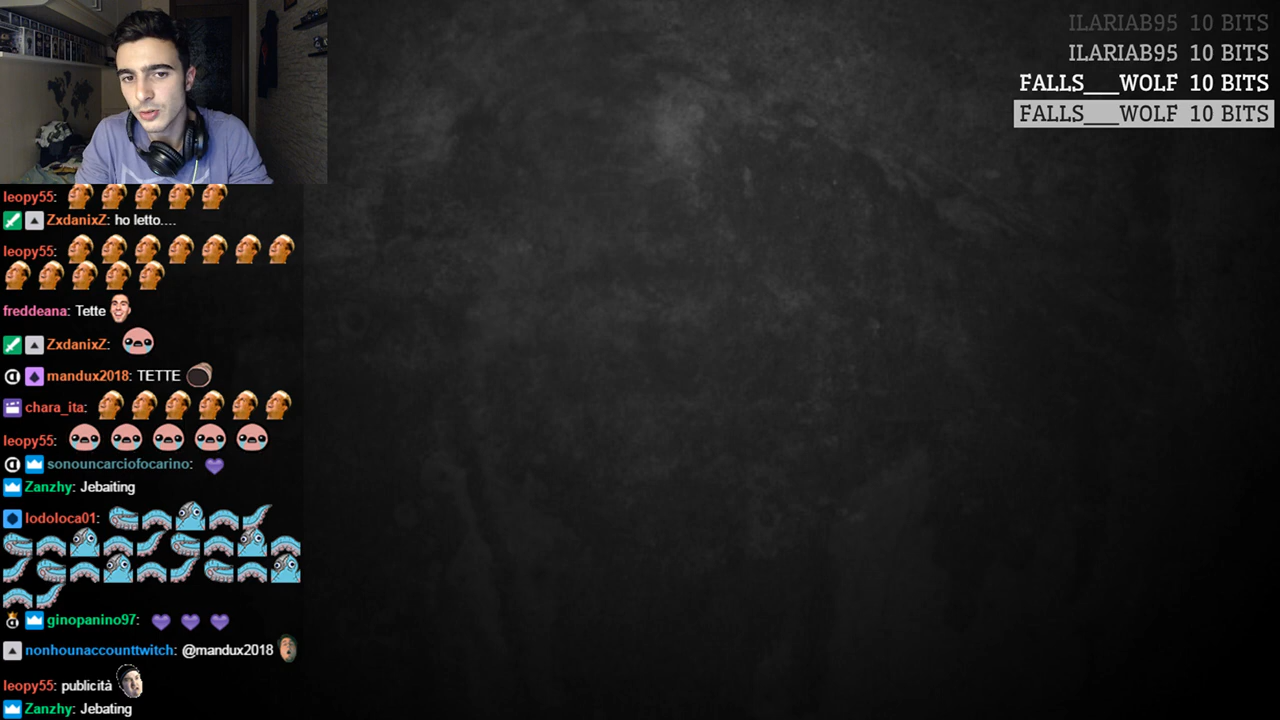 ILARIAB95 10 BITS
ILARIAB95 10 BITS
FALLS___WOLF 10 BITS
FALLS___WOLF 10 BITS
leopy55:
ZxdanixZ: ho letto....
leopy55:
freddeana: Tette
ZxdanixZ:
mandux2018: TETTE
chara_ita:
leopy55:
sonouncarciofocarino:
Zanzhy: Jebaiting
lodoloca01:
ginopanino97:
nonhounaccounttwitch: @mandux2018
leopy55: publicità
Zanzhy: Jebating